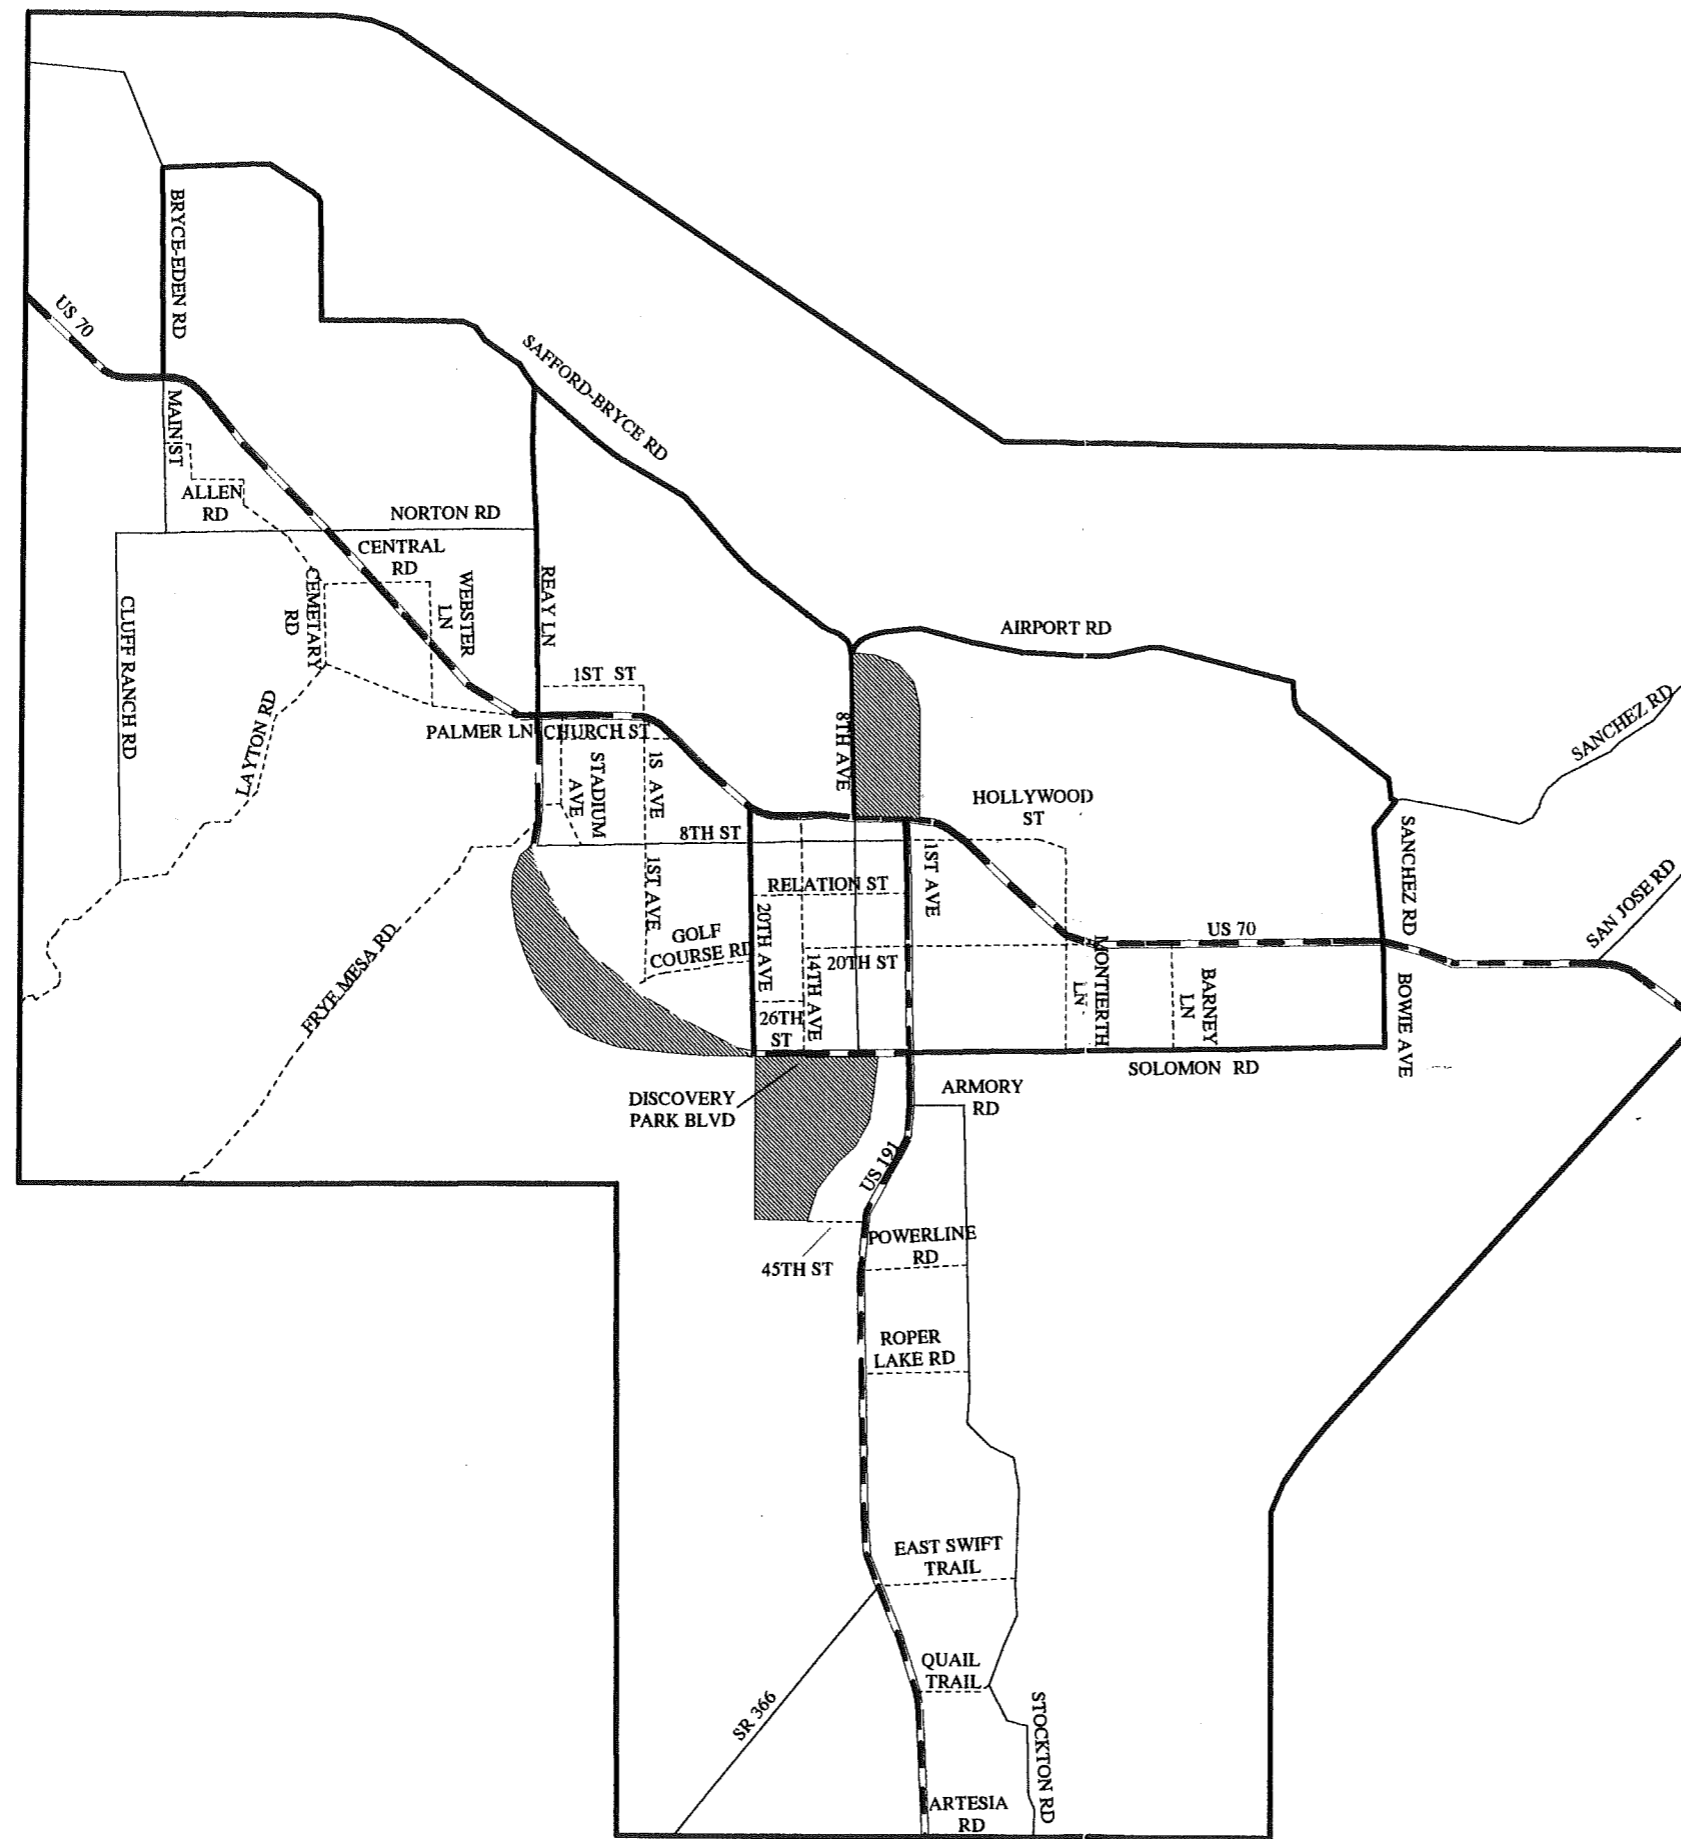 BRYCE-EDEN RD
US 70
SAFFORD-BRYCE RD
MAIN ST
ALLEN
RD
NORTON RD
CENTRAL
RD
CEMETARY
RD
WEBSTER
LN
REAY LN
CLUFF RANCH RD
LAYTON RD
AIRPORT RD
1ST ST
PALMER LN
CHURCH ST
8TH AVE
SANCHEZ RD
STADIUM
AVE
1S AVE
HOLLYWOOD
ST
8TH ST
1ST AVE
1ST AVE
SANCHEZ RD
RELATION ST
20TH AVE
GOLF
COURSE RD
FRYE MESA RD
14TH AVE
20TH ST
US 70
SAN JOSE RD
MONTIERTH
LN
BARNEY
LN
BOWIE AVE
26TH
ST
SOLOMON RD
DISCOVERY
PARK BLVD
ARMORY
RD
US 191
POWERLINE
RD
45TH ST
ROPER
LAKE RD
EAST SWIFT
TRAIL
QUAIL
TRAIL
SR 366
STOCKTON RD
ARTESIA
RD